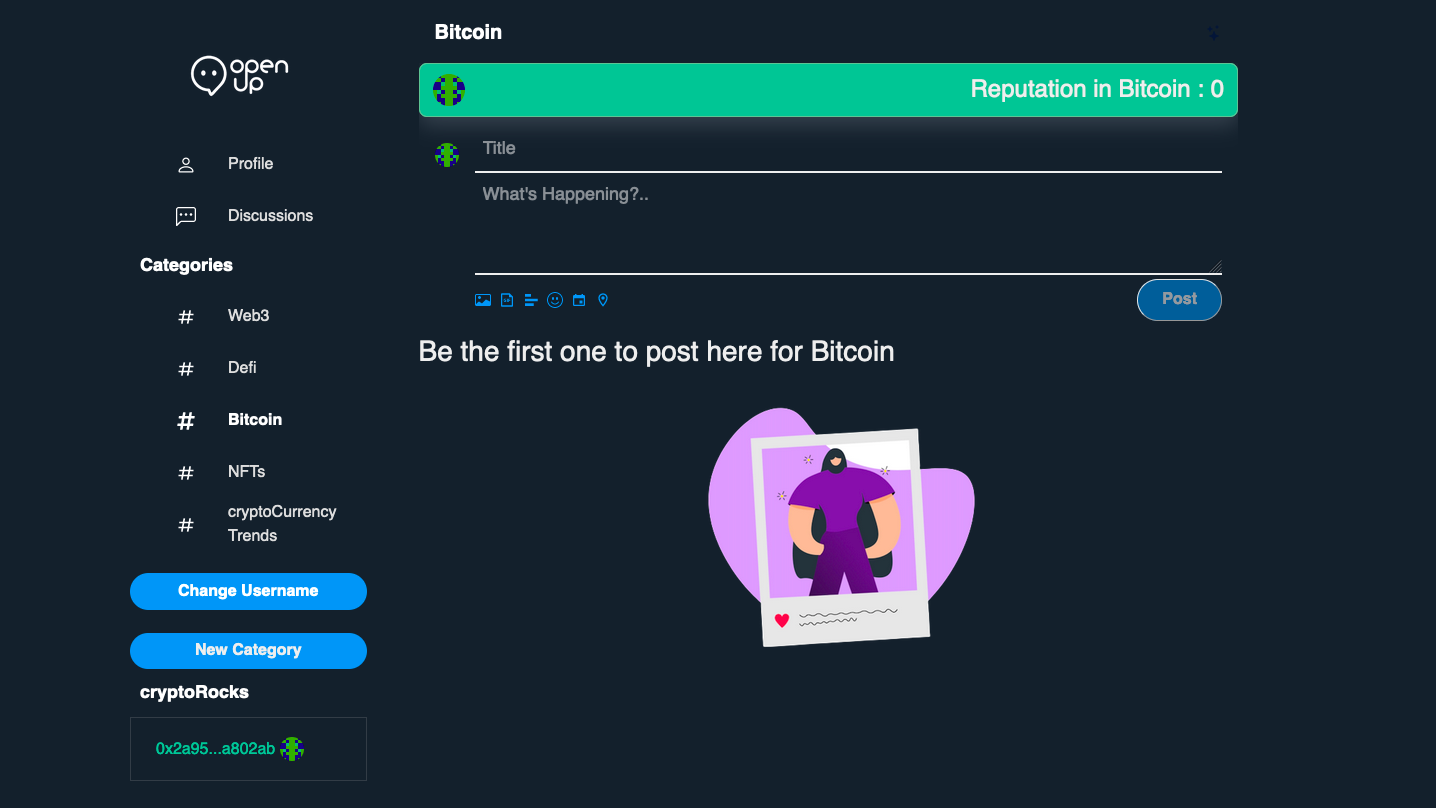 open
Up
Profile
Discussions
Categories
# Web3
# Defi
# Bitcoin
# NFTs
# cryptoCurrency
Trends
Change Username
New Category
cryptoRocks
0x2a95...a802ab
Bitcoin
Reputation in Bitcoin : 0
Title
What's Happening?..
GIF
Post
Be the first one to post here for Bitcoin